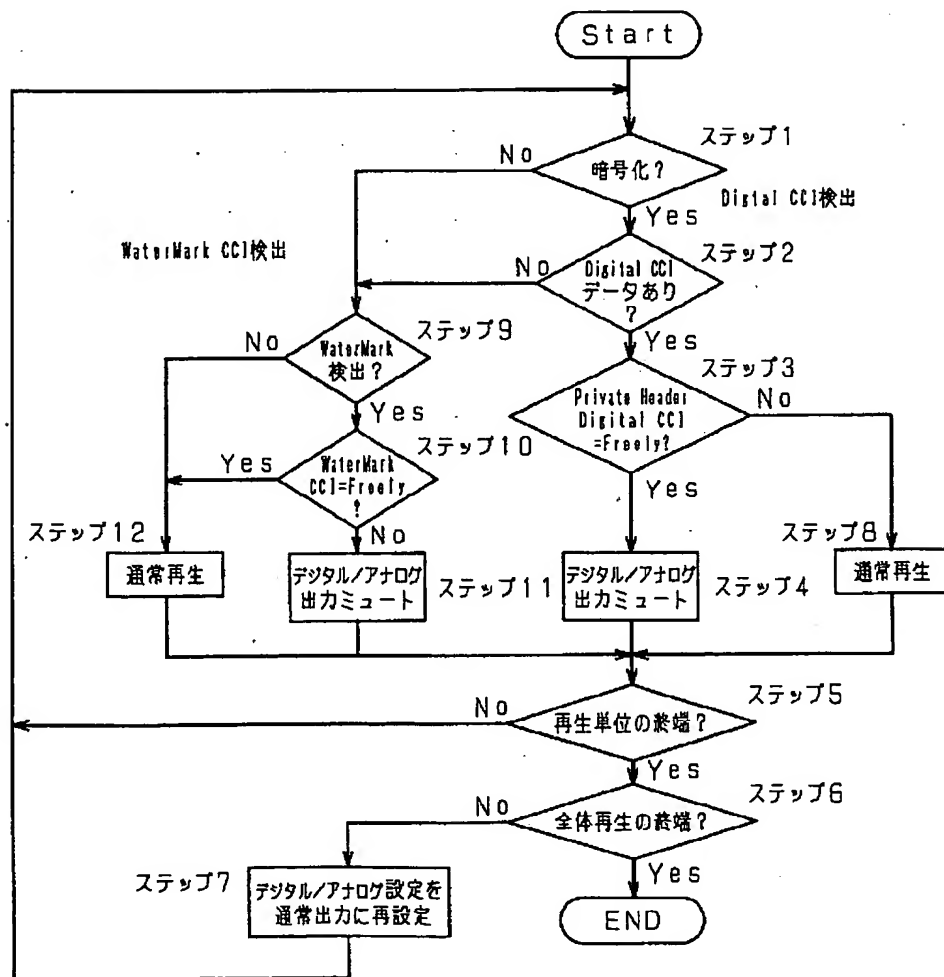 Start
ステップ1
No
暗号化?
Digtal CCI検出
Yes
WaterMark CCI検出
ステップ2
No
Digital CCI
データあり
?
ステップ9
Yes
No
WaterMark
検出?
ステップ3
Private Header
Digital CCI
=Freely?
No
Yes
ステップ10
Yes
WaterMark
CCI=Freely
?
Yes
ステップ12
No
ステップ8
通常再生
デジタル/アナログ
出力ミュート
ステップ11
デジタル/アナログ
出力ミュート
ステップ4
通常再生
ステップ5
No
再生単位の終端?
Yes
ステップ6
No
全体再生の終端?
ステップ7
Yes
デジタル/アナログ設定を
通常出力に再設定
END